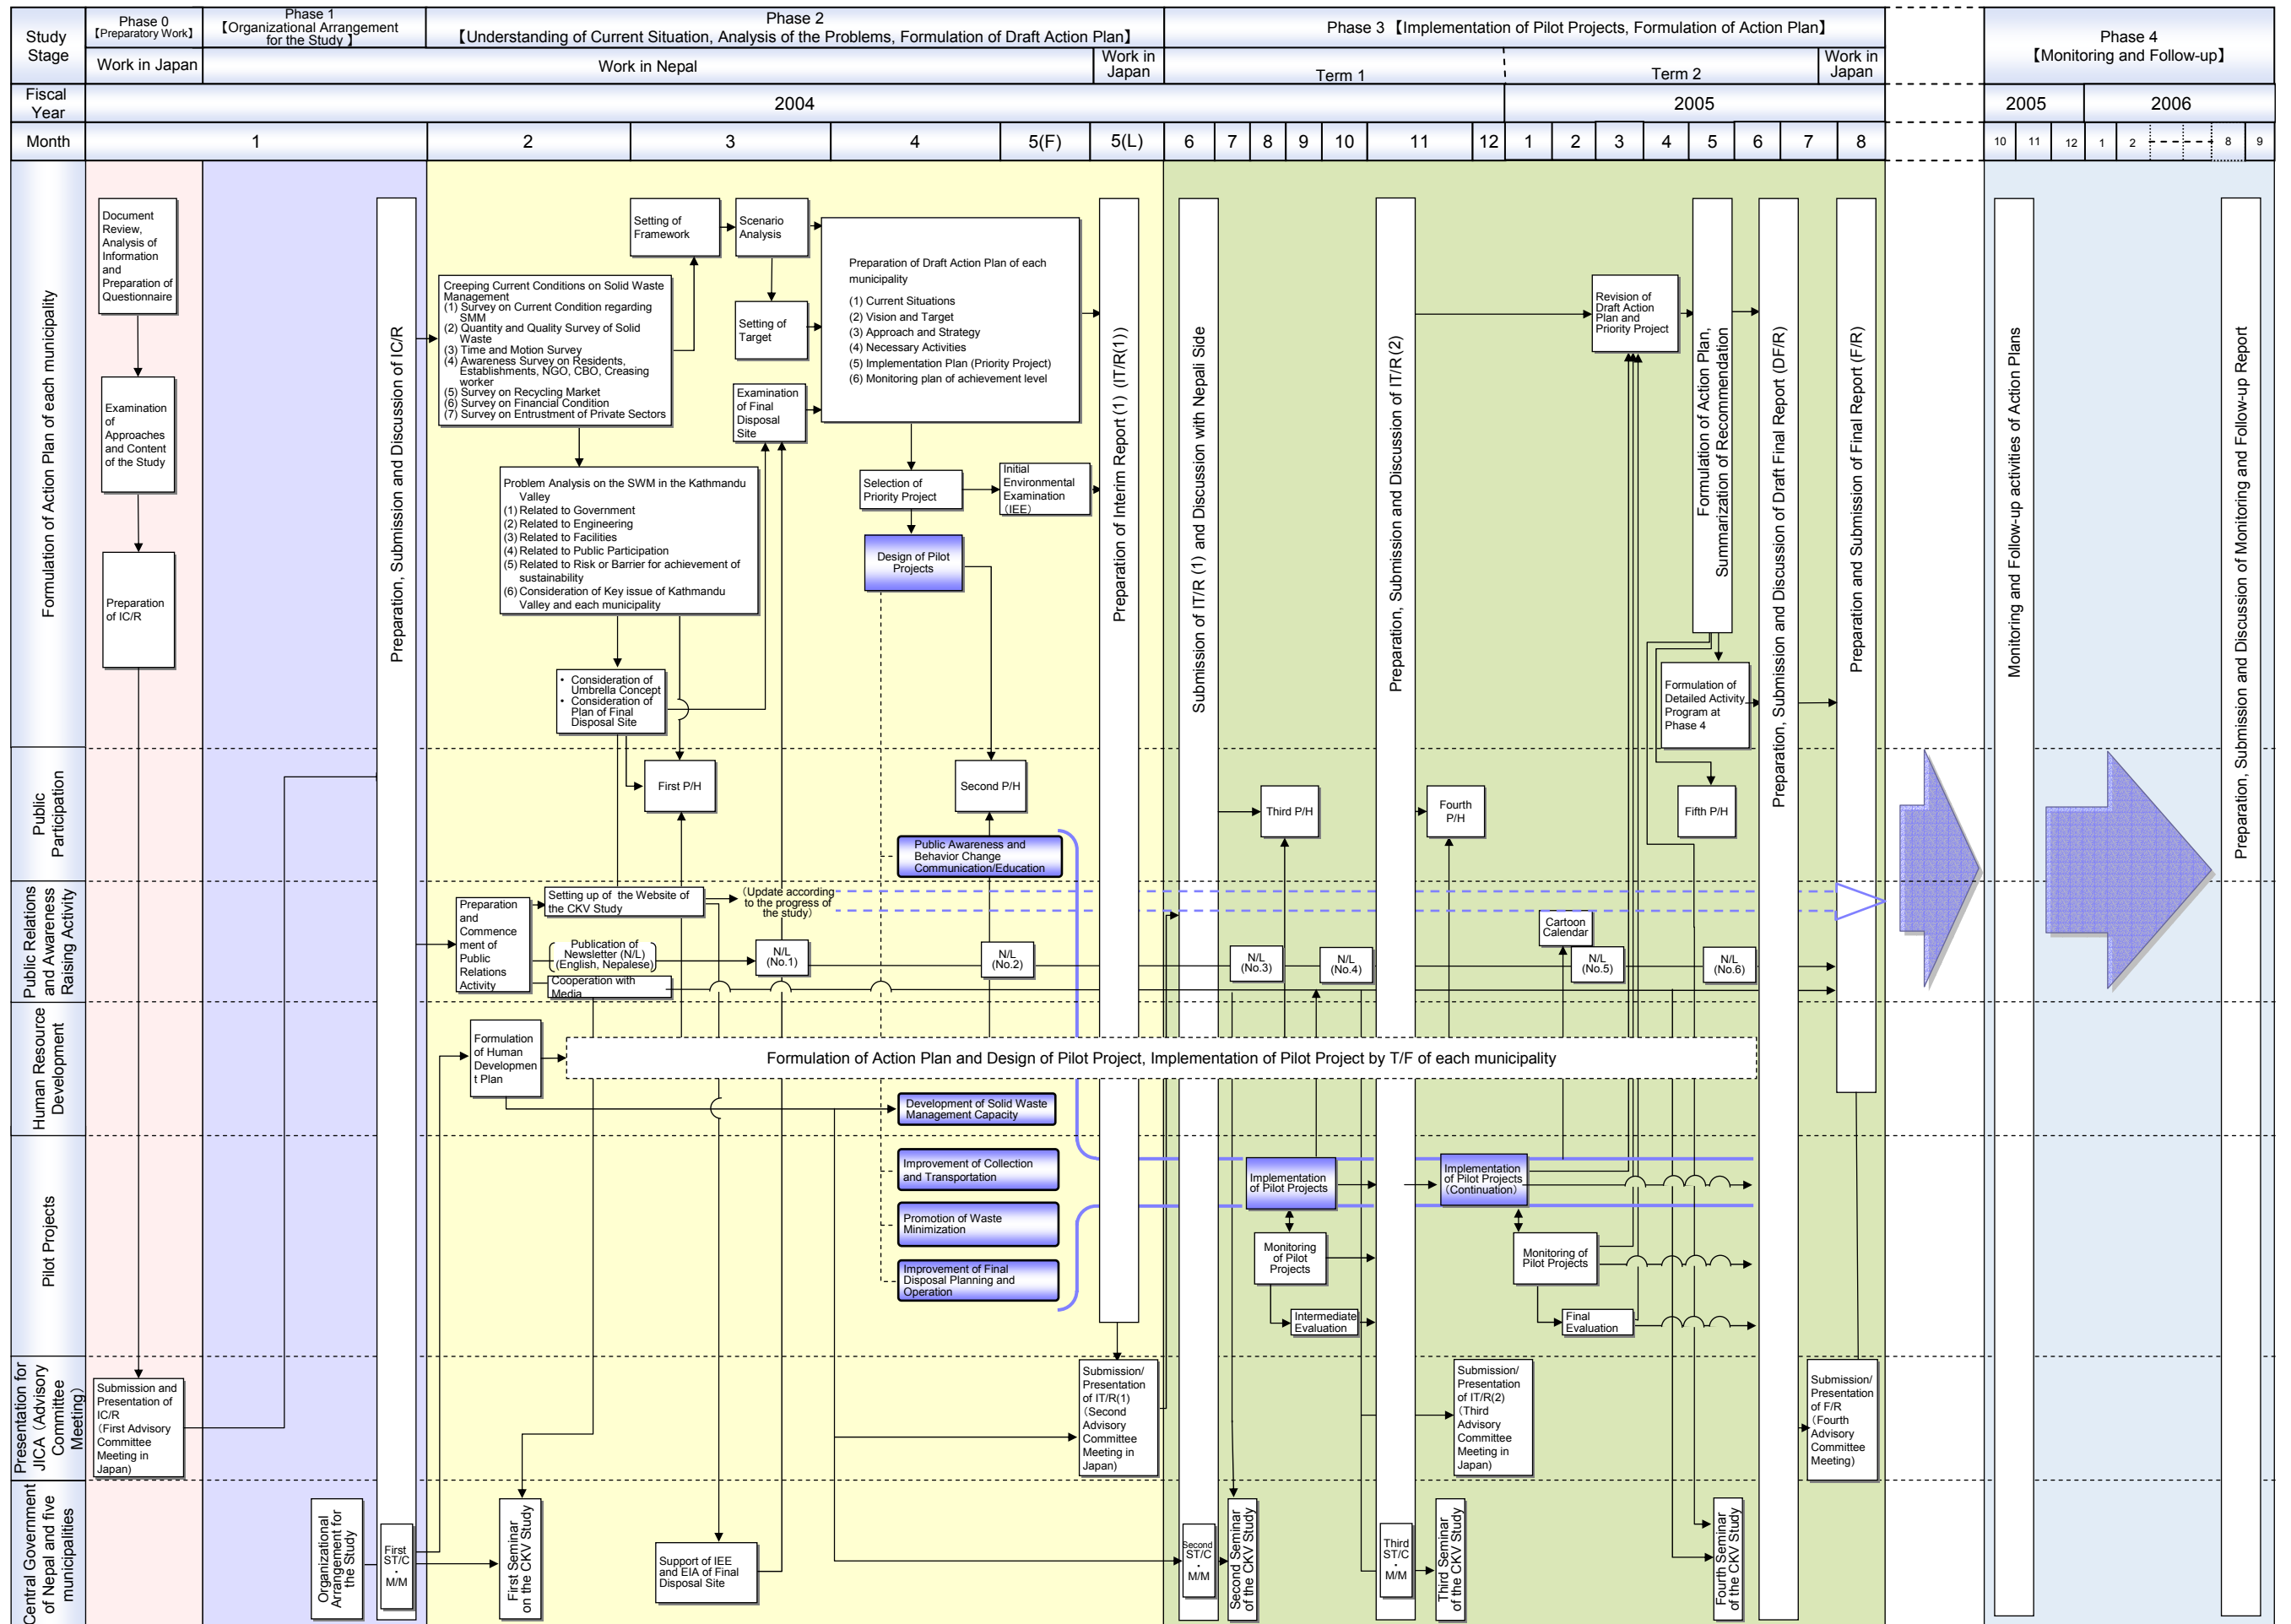 Study
Stage
Phase 0
【Preparatory Work】
Phase 1
【Organizational Arrangement
for the Study 】
Phase 2
【Understanding of Current Situation, Analysis of the Problems, Formulation of Draft Action Plan】
Phase 3 【Implementation of Pilot Projects, Formulation of Action Plan】
Phase 4
【Monitoring and Follow-up】
Work in Japan
Work in Nepal
Work in
Japan
Term 1
Term 2
Work in
Japan
Fiscal
Year
2004
2005
2005
2006
Month
1
2
3
4
5(F)
5(L)
6
7
8
9
10
11
12
1
2
3
4
5
6
7
8
10
11
12
1
2
8
9
Formulation of Action Plan of each municipality
Document
Review,
Analysis of
Information
and
Preparation of
Questionnaire
Examination
of
Approaches
and Content
of the Study
Preparation
of IC/R
Preparation, Submission and Discussion of IC/R
Creeping Current Conditions on Solid Waste
Management
(1) Survey on Current Condition regarding
SMM
(2) Quantity and Quality Survey of Solid
Waste
(3) Time and Motion Survey
(4) Awareness Survey on Residents,
Establishments, NGO, CBO, Creasing
worker
(5) Survey on Recycling Market
(6) Survey on Financial Condition
(7) Survey on Entrustment of Private Sectors
Setting of
Framework
Scenario
Analysis
Setting of
Target
Examination
of Final
Disposal
Site
Preparation of Draft Action Plan of each
municipality
(1) Current Situations
(2) Vision and Target
(3) Approach and Strategy
(4) Necessary Activities
(5) Implementation Plan (Priority Project)
(6) Monitoring plan of achievement level
Problem Analysis on the SWM in the Kathmandu
Valley
(1) Related to Government
(2) Related to Engineering
(3) Related to Facilities
(4) Related to Public Participation
(5) Related to Risk or Barrier for achievement of
sustainability
(6) Consideration of Key issue of Kathmandu
Valley and each municipality
Selection of
Priority Project
Initial
Environmental
Examination
(IEE)
Design of Pilot
Projects
• Consideration of
Umbrella Concept
• Consideration of
Plan of Final
Disposal Site
Preparation of Interim Report (1) (IT/R(1))
Submission of IT/R (1) and Discussion with Nepali Side
Preparation, Submission and Discussion of IT/R (2)
Revision of
Draft Action
Plan and
Priority Project
Formulation of Action Plan,
Summarization of Recommendation
Formulation of
Detailed Activity
Program at
Phase 4
Preparation, Submission and Discussion of Draft Final Report (DF/R)
Preparation and Submission of Final Report (F/R)
Monitoring and Follow-up activities of Action Plans
Preparation, Submission and Discussion of Monitoring and Follow-up Report
Public
Participation
First P/H
Second P/H
Third P/H
Fourth
P/H
Fifth P/H
Public Awareness and
Behavior Change
Communication/Education
Public Relations
and Awareness
Raising Activity
Preparation
and
Commence
ment of
Public
Relations
Activity
Setting up of the Website of
the CKV Study
(Update according
to the progress of
the study)
Publication of
Newsletter (N/L)
(English, Nepalese)
Cooperation with
Media
N/L
(No.1)
N/L
(No.2)
N/L
(No.3)
N/L
(No.4)
Cartoon
Calendar
N/L
(No.5)
N/L
(No.6)
Human Resource
Development
Formulation
of Human
Developmen
t Plan
Formulation of Action Plan and Design of Pilot Project, Implementation of Pilot Project by T/F of each municipality
Development of Solid Waste
Management Capacity
Pilot Projects
Improvement of Collection
and Transportation
Promotion of Waste
Minimization
Improvement of Final
Disposal Planning and
Operation
Implementation
of Pilot Projects
Monitoring
of Pilot
Projects
Intermediate
Evaluation
Implementation
of Pilot Projects
(Continuation)
Monitoring of
Pilot Projects
Final
Evaluation
Presentation for
JICA (Advisory
Committee
Meeting)
Submission and
Presentation of
IC/R
(First Advisory
Committee
Meeting in
Japan)
Submission/
Presentation
of IT/R(1)
(Second
Advisory
Committee
Meeting in
Japan)
Submission/
Presentation
of IT/R(2)
(Third
Advisory
Committee
Meeting in
Japan)
Submission/
Presentation
of F/R
(Fourth
Advisory
Committee
Meeting)
Central Government
of Nepal and five
municipalities
Organizational
Arrangement for
the Study
First
ST/C
・
M/M
First Seminar
on the CKV Study
Support of IEE
and EIA of Final
Disposal Site
Second
ST/C
・
M/M
Second Seminar
of the CKV Study
Third
ST/C
・
M/M
Third Seminar
of the CKV Study
Fourth Seminar
of the CKV Study